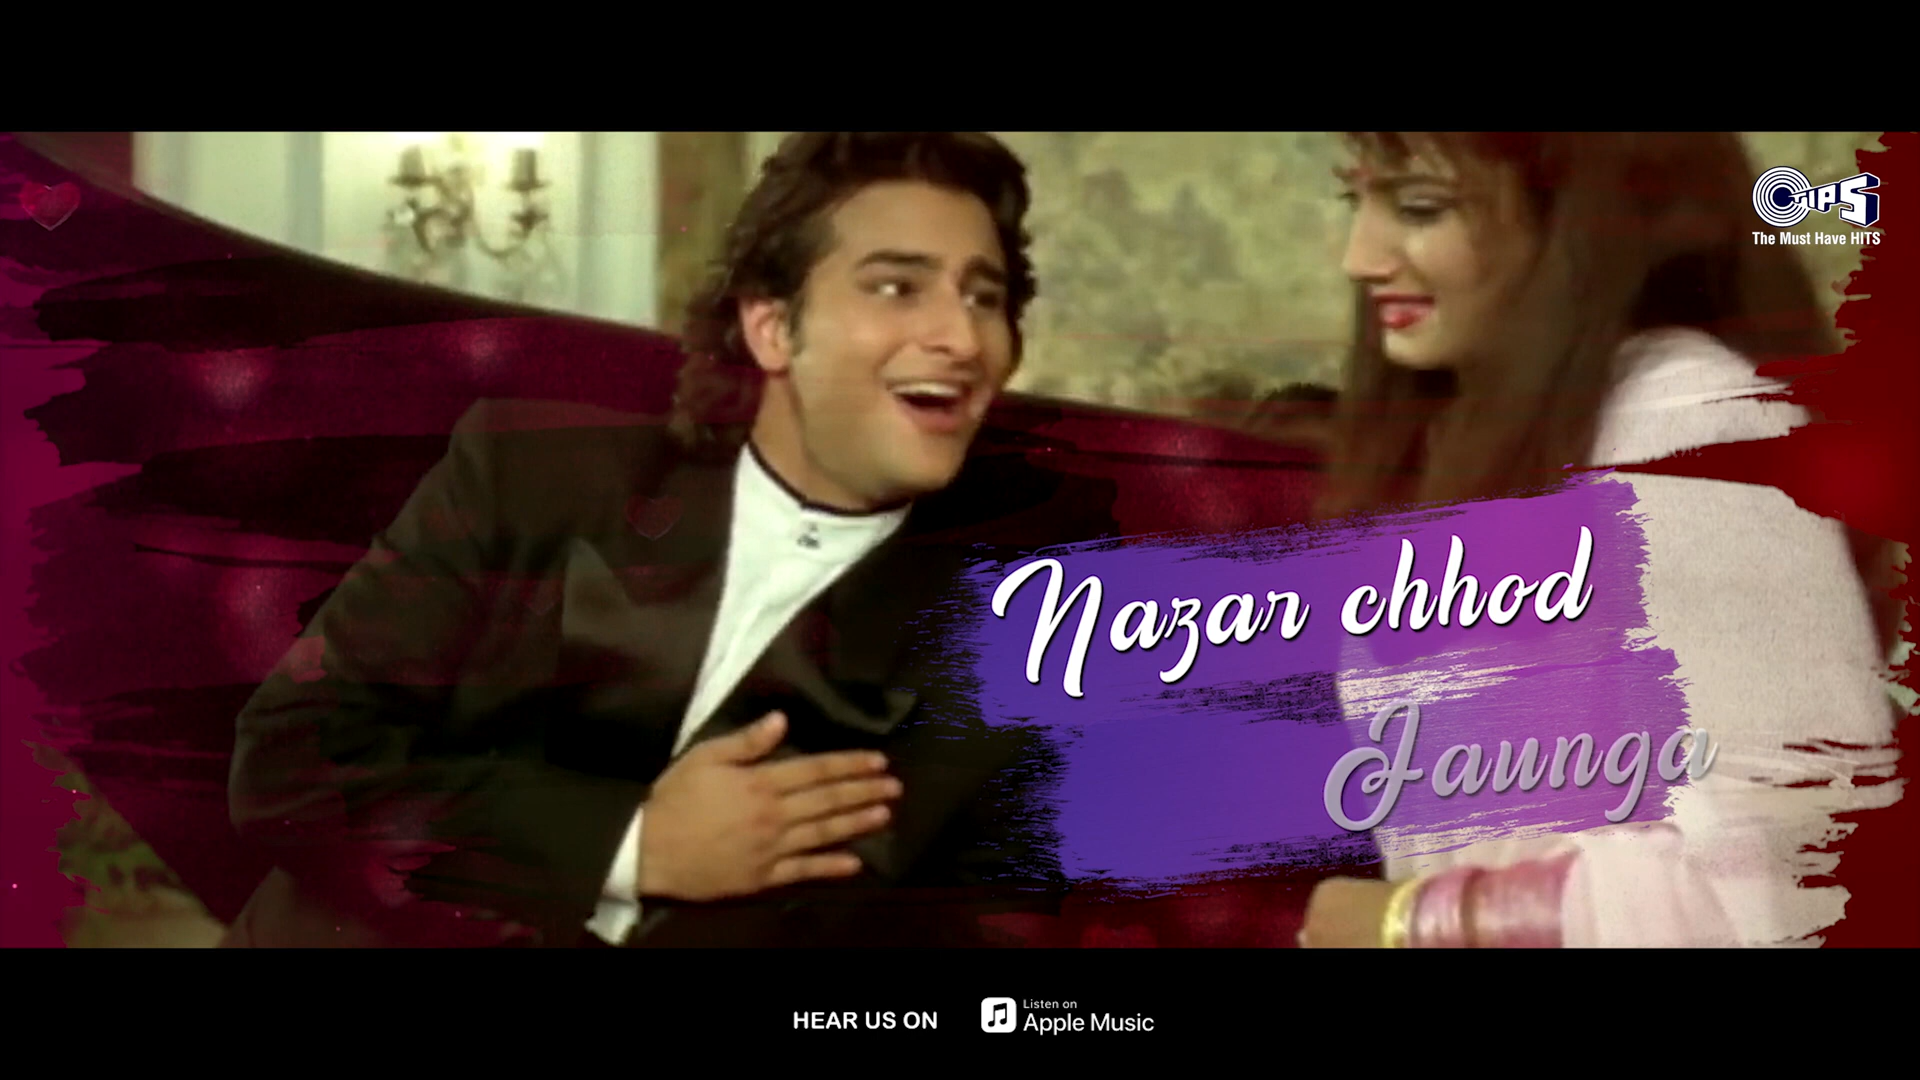 TIPS
The Must Have HITS
Nazar chhod
Jaunga
HEAR US ON
Listen on
Apple Music